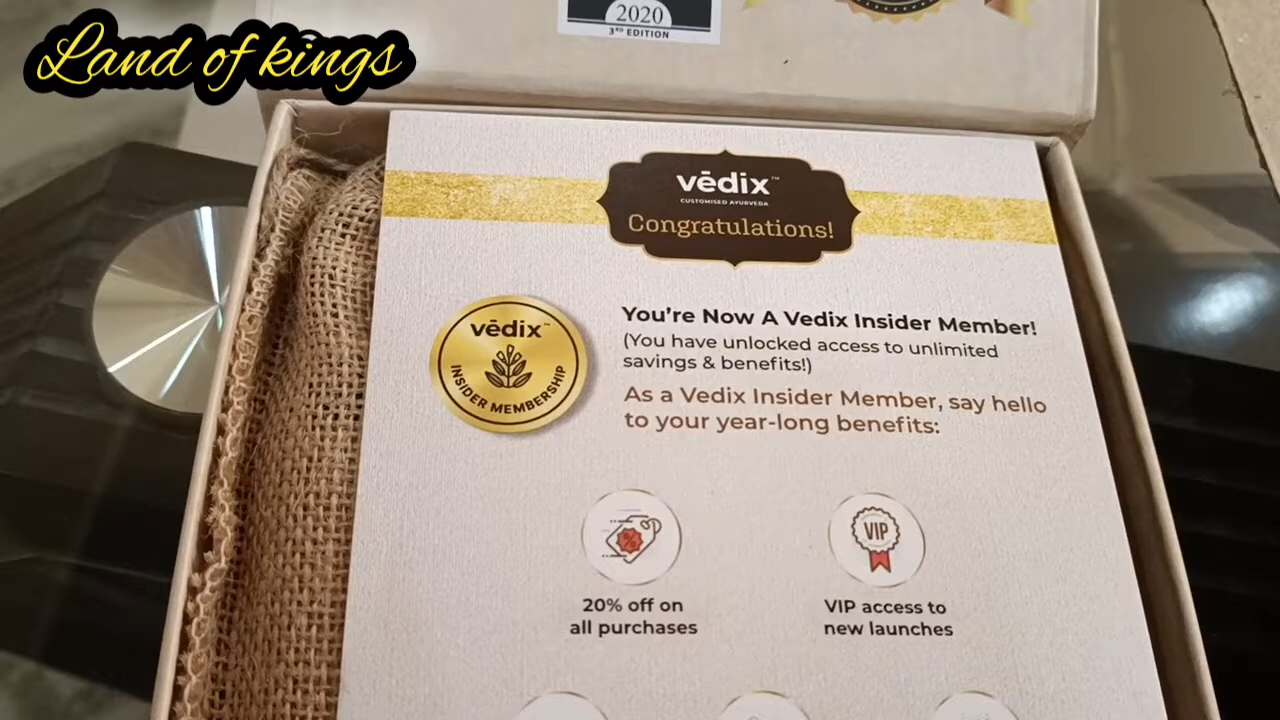 Land of kings
2020
3RD EDITION
vēdix™
CUSTOMISED AYURVEDA
Congratulations!
vēdix
INSIDER MEMBERSHIP
You're Now A Vedix Insider Member!
(You have unlocked access to unlimited
savings & benefits!)
As a Vedix Insider Member, say hello
to your year-long benefits:
%
VIP
20% off on
all purchases
VIP access to
new launches